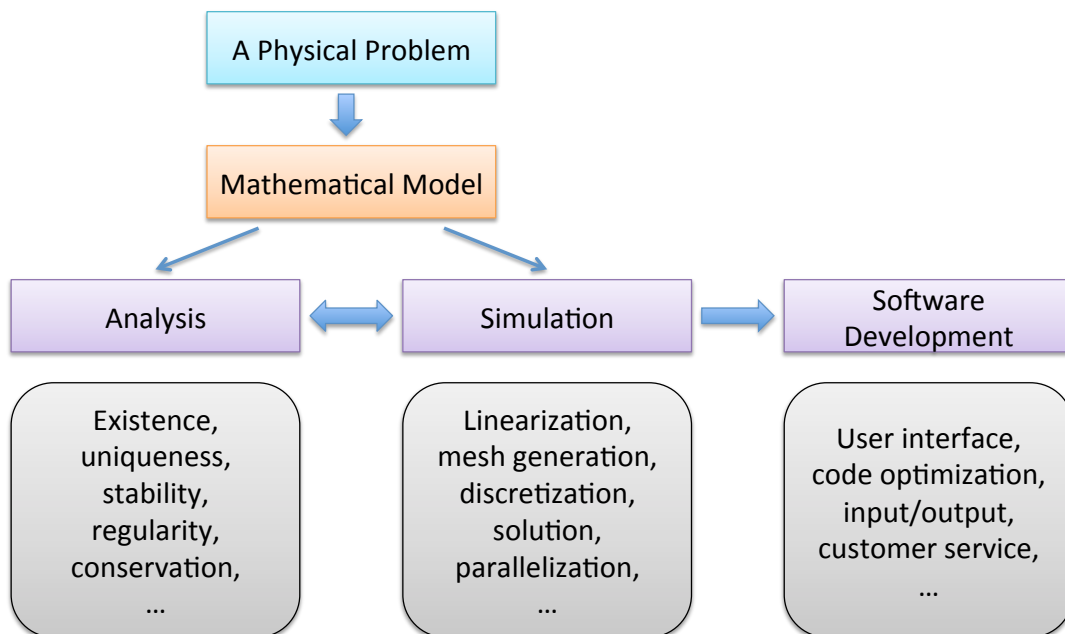 A Physical Problem
Mathematical Model
Analysis
Simulation
Software
Development
Existence,
uniqueness,
stability,
regularity,
conservation,
...
Linearization,
mesh generation,
discretization,
solution,
parallelization,
...
User interface,
code optimization,
input/output,
customer service,
...